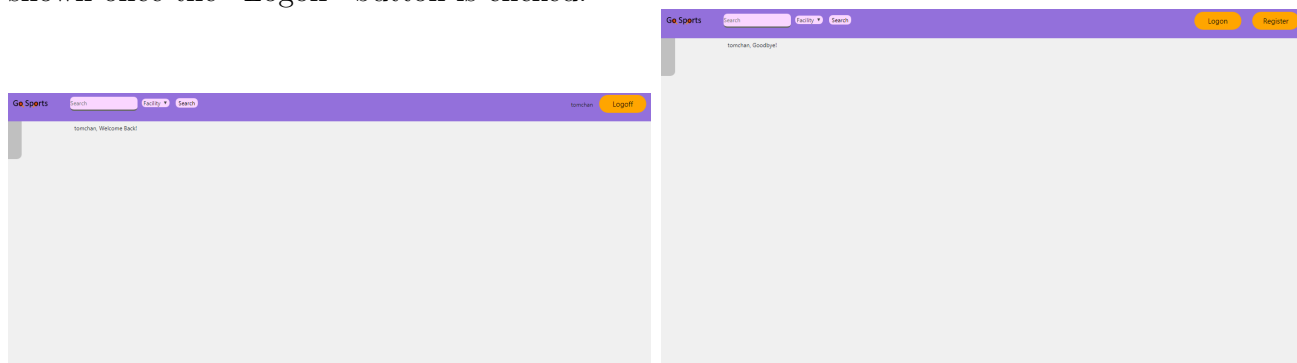 shown once the "Logoff" button is clicked.
Go Sports Search Facility ▼ Search tomchan Logoff
tomchan, Welcome Back!
Go Sports Search Facility ▼ Search Logon Register
tomchan, Goodbye!